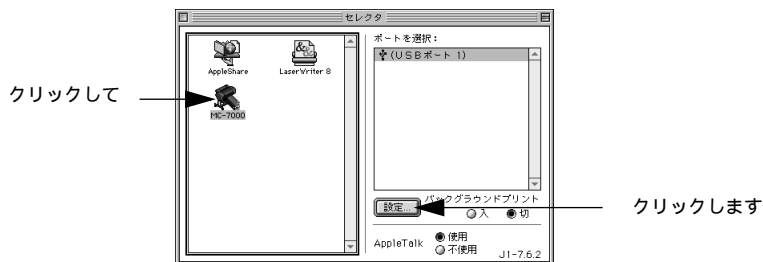 セレクタ
ポートを選択：
(USBポート 1)
AppleShare
LaserWriter 8
クリックして
MC-7000
バックグラウンドプリント
設定...
入 切
クリックします
AppleTalk
使用
不使用
J1-7.6.2